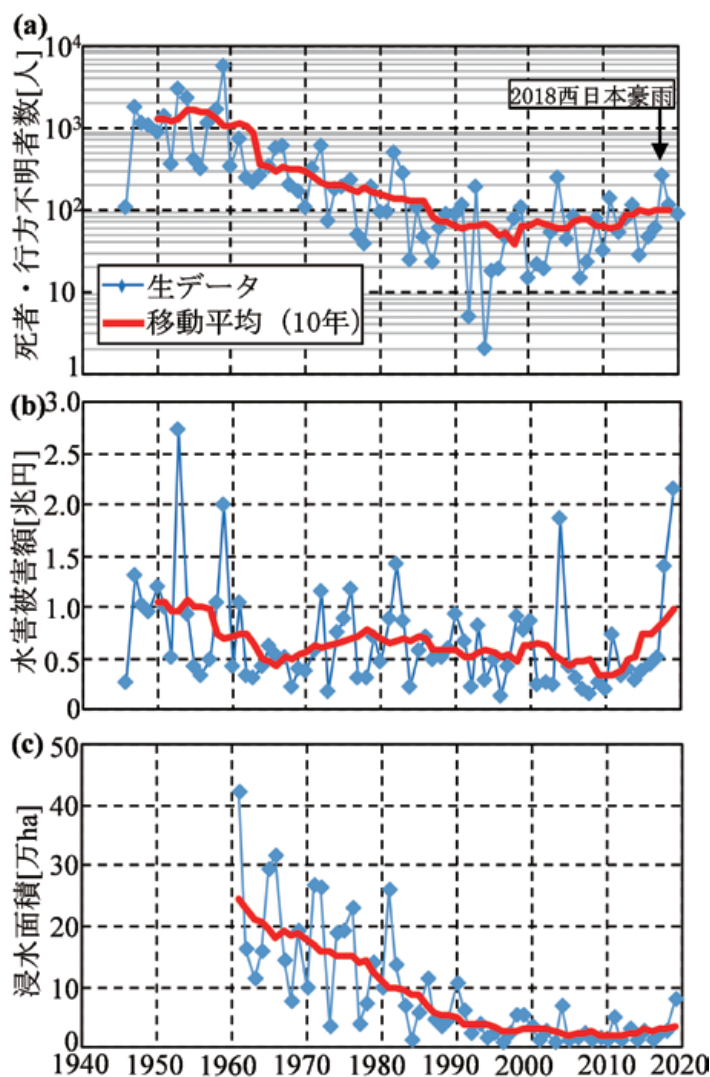 (a)
死者・行方不明者数[人]
10⁴
10³
10²
10
1
2018西日本豪雨
生データ
移動平均（10年）
(b)
水害被害額[兆円]
3.0
2.5
2.0
1.5
1.0
0.5
0
(c)
浸水面積[万ha]
50
40
30
20
10
0
1940 1950 1960 1970 1980 1990 2000 2010 2020